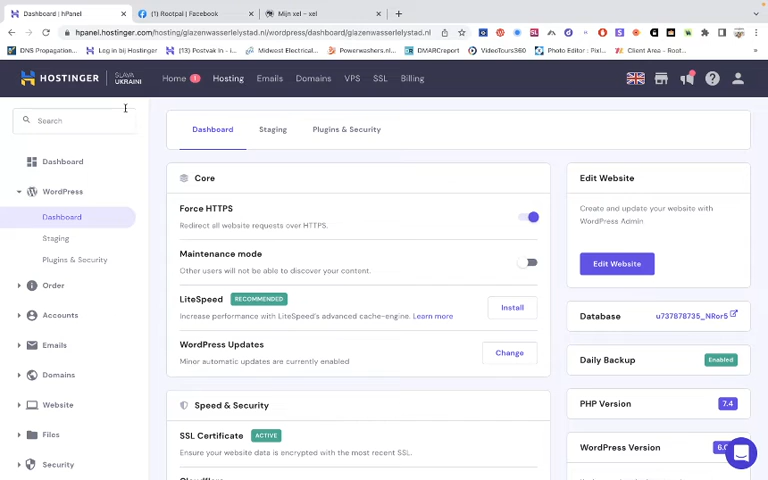 Dashboard | hPanel
(1) Rootpal | Facebook
Mijn xel - xel
hpanel.hostinger.com/hosting/glazenwasserlelystad.nl/wordpress/dashboard/glazenwasserlelystad.nl
DNS Propagation...
Log in bij Hostinger
(13) Postvak In - i...
Midwest Electrical...
Powerwashers.nl...
DMARCreport
VideoTours360
Photo Editor : Pixl...
Client Area - Root...
HOSTINGER
SLAVA UKRAINI
Home 1
Hosting
Emails
Domains
VPS
SSL
Billing
Search
Dashboard
WordPress
Dashboard
Staging
Plugins & Security
Order
Accounts
Emails
Domains
Website
Files
Security
Dashboard
Staging
Plugins & Security
Core
Force HTTPS
Redirect all website requests over HTTPS.
Maintenance mode
Other users will not be able to discover your content.
LiteSpeed RECOMMENDED
Increase performance with LiteSpeed's advanced cache-engine. Learn more
Install
WordPress Updates
Minor automatic updates are currently enabled
Change
Speed & Security
SSL Certificate ACTIVE
Ensure your website data is encrypted with the most recent SSL.
Edit Website
Create and update your website with
WordPress Admin
Edit Website
Database u737878735_NRor5
Daily Backup Enabled
PHP Version 7.4
WordPress Version